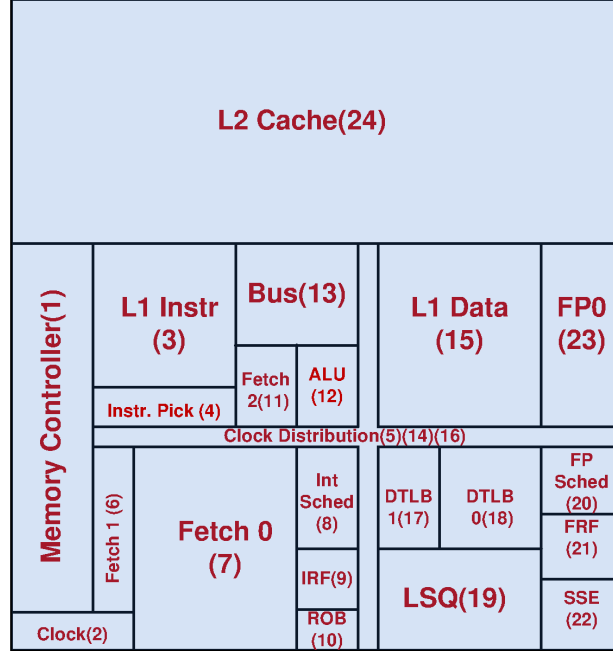 L2 Cache(24)
Memory Controller(1)
L1 Instr
(3)
Bus(13)
L1 Data
(15)
FP0
(23)
Instr. Pick (4)
Fetch
2(11)
ALU
(12)
Clock Distribution(5)(14)(16)
Fetch 1 (6)
Fetch 0
(7)
Int
Sched
(8)
DTLB
1(17)
DTLB
0(18)
FP
Sched
(20)
FRF
(21)
IRF(9)
LSQ(19)
SSE
(22)
Clock(2)
ROB
(10)